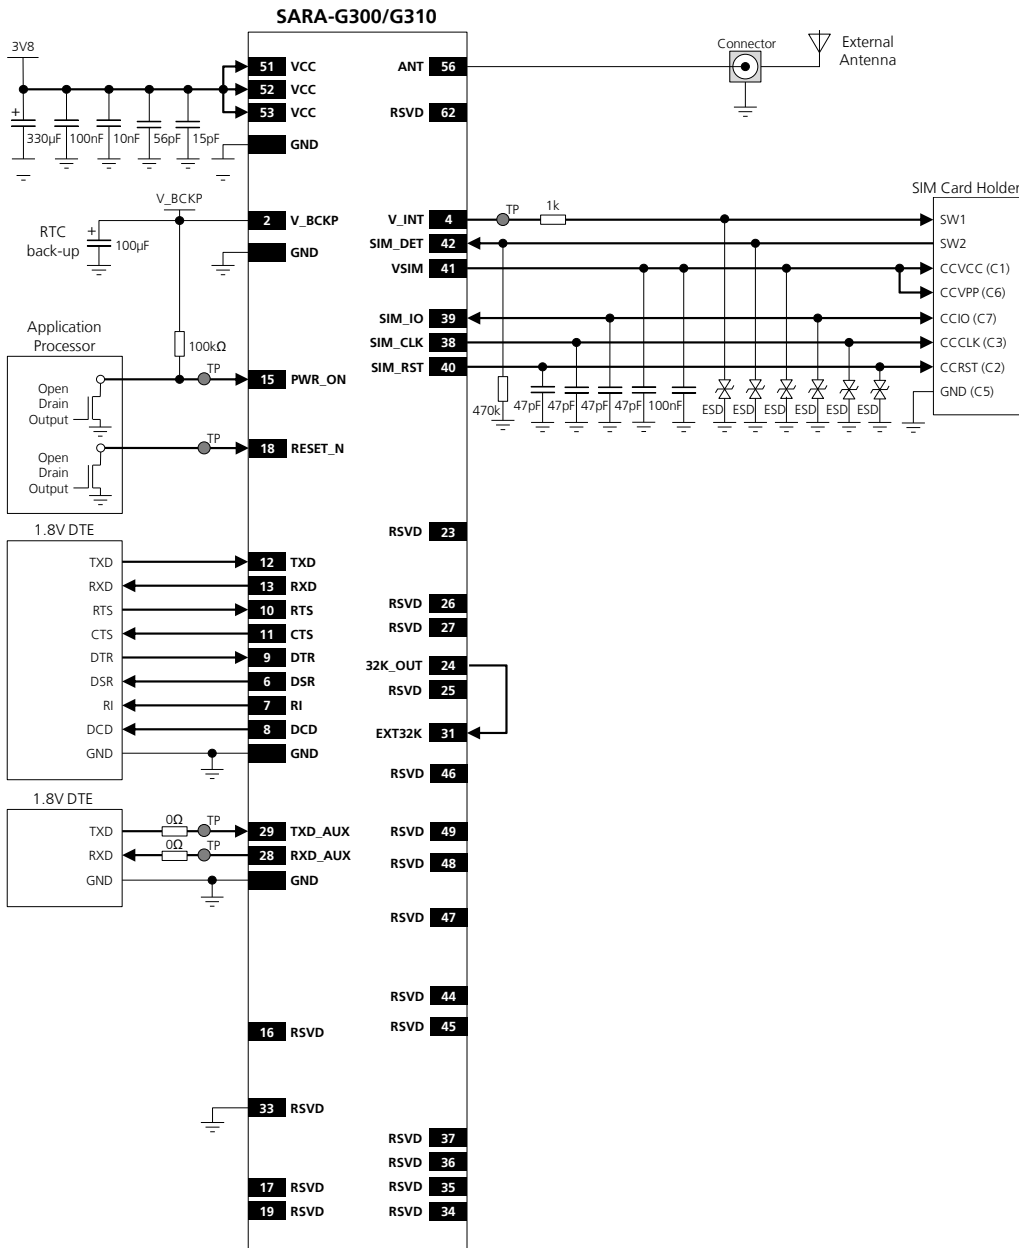 SARA-G300/G310
3V8
51 VCC
52 VCC
53 VCC
GND
+
330µF
100nF
10nF
56pF
15pF
V_BCKP
2 V_BCKP
GND
RTC
back-up
+
100µF
Application
Processor
100kΩ
TP
15 PWR_ON
Open
Drain
Output
TP
18 RESET_N
Open
Drain
Output
1.8V DTE
TXD 12 TXD
RXD 13 RXD
RTS 10 RTS
CTS 11 CTS
DTR 9 DTR
DSR 6 DSR
RI 7 RI
DCD 8 DCD
GND GND
1.8V DTE
TXD 0Ω TP 29 TXD_AUX
RXD 0Ω TP 28 RXD_AUX
GND GND
16 RSVD
33 RSVD
17 RSVD
19 RSVD
ANT 56
Connector
External
Antenna
RSVD 62
SIM Card Holder
V_INT 4 TP 1k SW1
SIM_DET 42 SW2
VSIM 41 CCVCC (C1)
CCVPP (C6)
SIM_IO 39 CCIO (C7)
SIM_CLK 38 CCCLK (C3)
SIM_RST 40 CCRST (C2)
GND (C5)
470k 47pF 47pF 47pF 47pF 100nF ESD ESD ESD ESD ESD ESD
RSVD 23
RSVD 26
RSVD 27
32K_OUT 24
RSVD 25
EXT32K 31
RSVD 46
RSVD 49
RSVD 48
RSVD 47
RSVD 44
RSVD 45
RSVD 37
RSVD 36
RSVD 35
RSVD 34